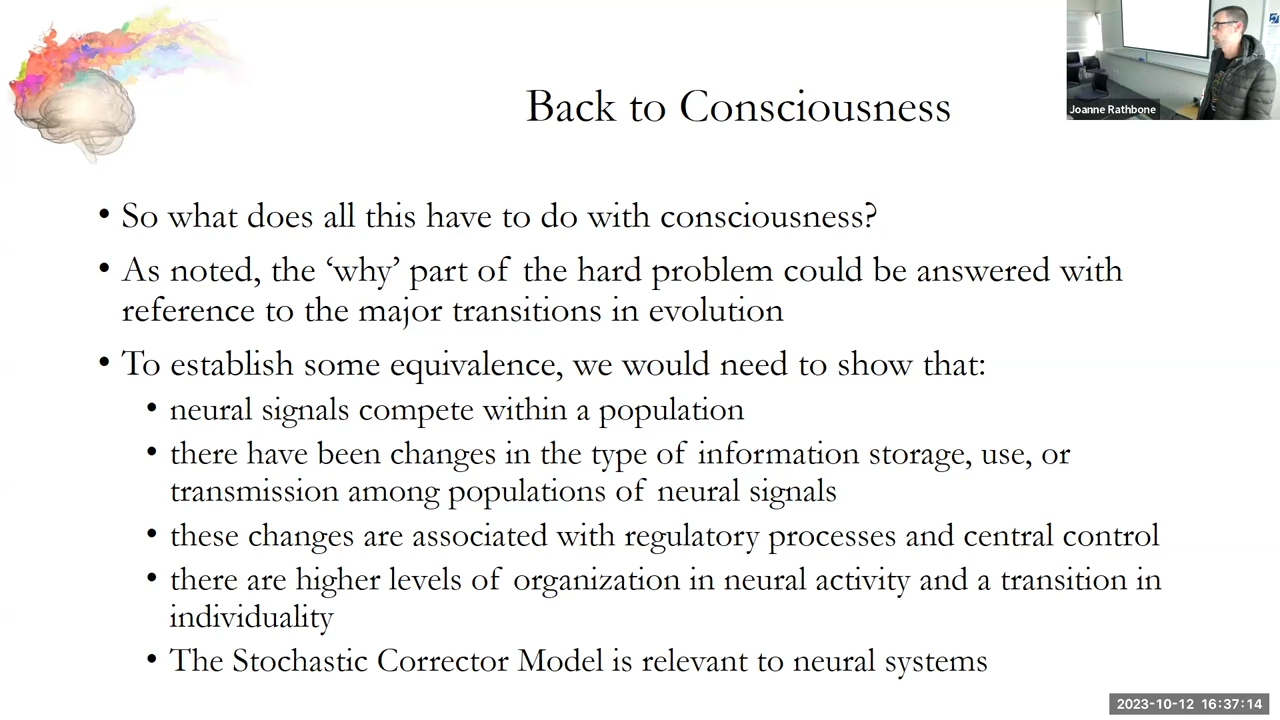 Back to Consciousness
Joanne Rathbone
• So what does all this have to do with consciousness?
• As noted, the ‘why’ part of the hard problem could be answered with
reference to the major transitions in evolution
• To establish some equivalence, we would need to show that:
• neural signals compete within a population
• there have been changes in the type of information storage, use, or
transmission among populations of neural signals
• these changes are associated with regulatory processes and central control
• there are higher levels of organization in neural activity and a transition in
individuality
• The Stochastic Corrector Model is relevant to neural systems
2023-10-12 16:37:14